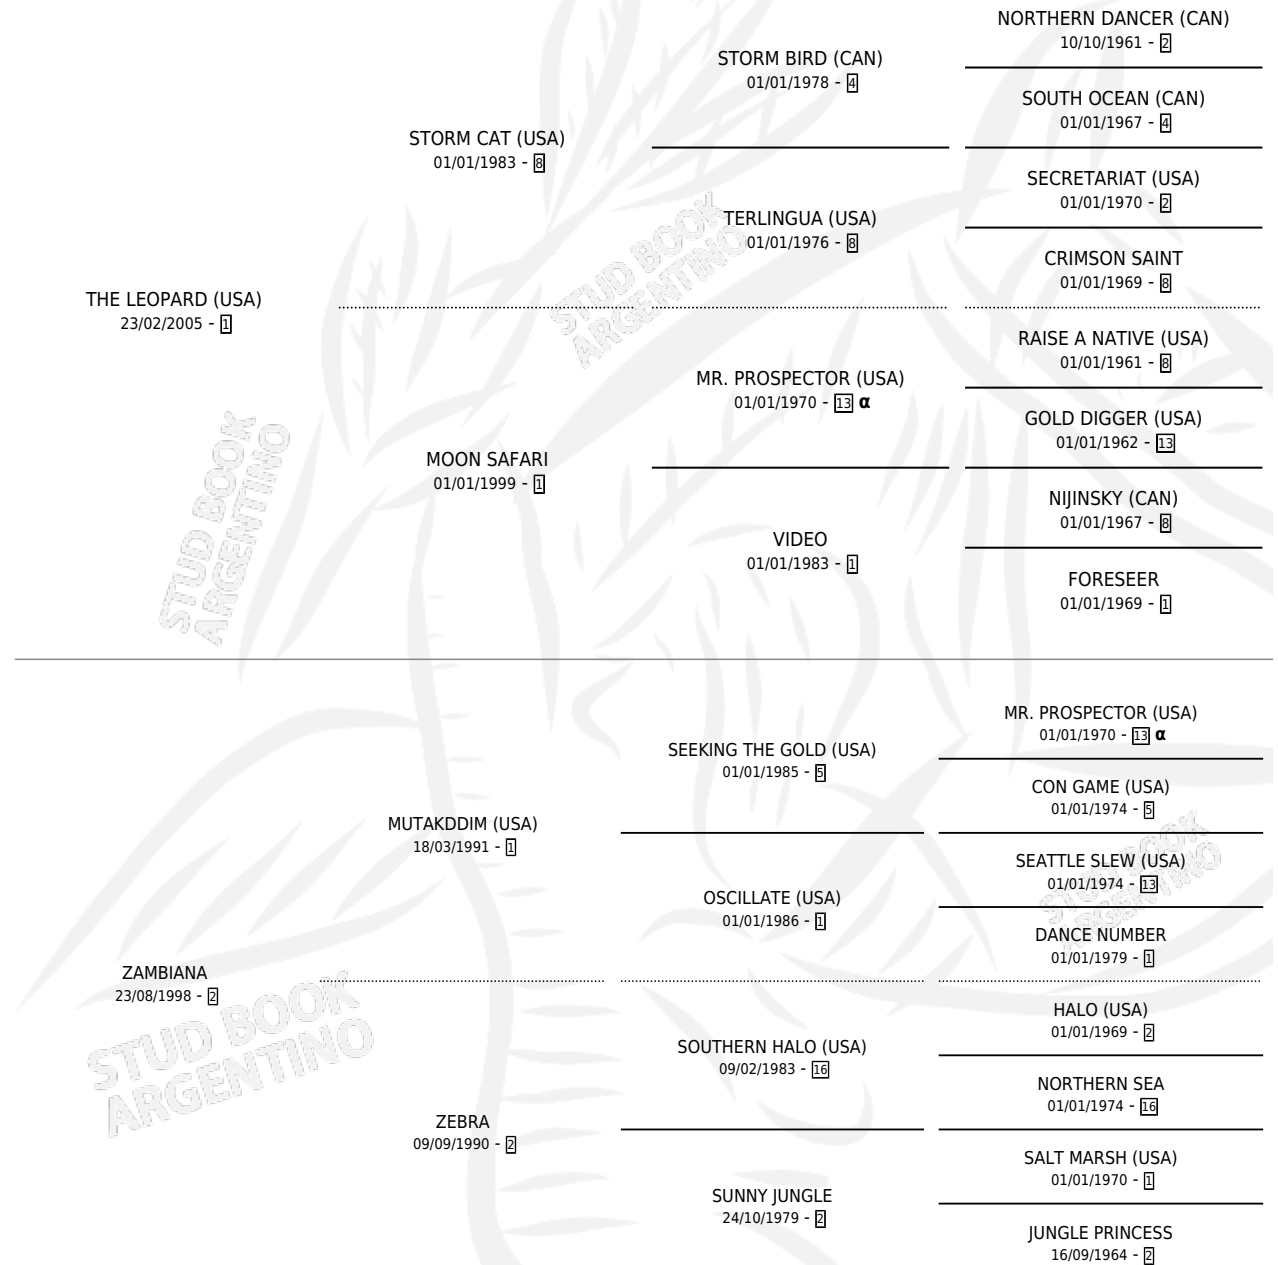 THE LEOPARD (USA)
23/02/2005 - 1
STORM CAT (USA)
01/01/1983 - 8
STORM BIRD (CAN)
01/01/1978 - 4
NORTHERN DANCER (CAN)
10/10/1961 - 2
SOUTH OCEAN (CAN)
01/01/1967 - 4
TERLINGUA (USA)
01/01/1976 - 8
SECRETARIAT (USA)
01/01/1970 - 2
CRIMSON SAINT
01/01/1969 - 8
MOON SAFARI
01/01/1999 - 1
MR. PROSPECTOR (USA)
01/01/1970 - 13 α
RAISE A NATIVE (USA)
01/01/1961 - 8
GOLD DIGGER (USA)
01/01/1962 - 13
VIDEO
01/01/1983 - 1
NIJINSKY (CAN)
01/01/1967 - 8
FORESEER
01/01/1969 - 1
ZAMBIANA
23/08/1998 - 2
MUTAKDDIM (USA)
18/03/1991 - 1
SEEKING THE GOLD (USA)
01/01/1985 - 5
MR. PROSPECTOR (USA)
01/01/1970 - 13 α
CON GAME (USA)
01/01/1974 - 5
OSCILLATE (USA)
01/01/1986 - 1
SEATTLE SLEW (USA)
01/01/1974 - 13
DANCE NUMBER
01/01/1979 - 1
ZEBRA
09/09/1990 - 2
SOUTHERN HALO (USA)
09/02/1983 - 16
HALO (USA)
01/01/1969 - 2
NORTHERN SEA
01/01/1974 - 16
SUNNY JUNGLE
24/10/1979 - 2
SALT MARSH (USA)
01/01/1970 - 1
JUNGLE PRINCESS
16/09/1964 - 2
STUD BOOK
ARGENTINO
STUD BOOK
ARGENTINO
STUD BOOK
ARGENTINO
STUD BOOK
ARGENTINO